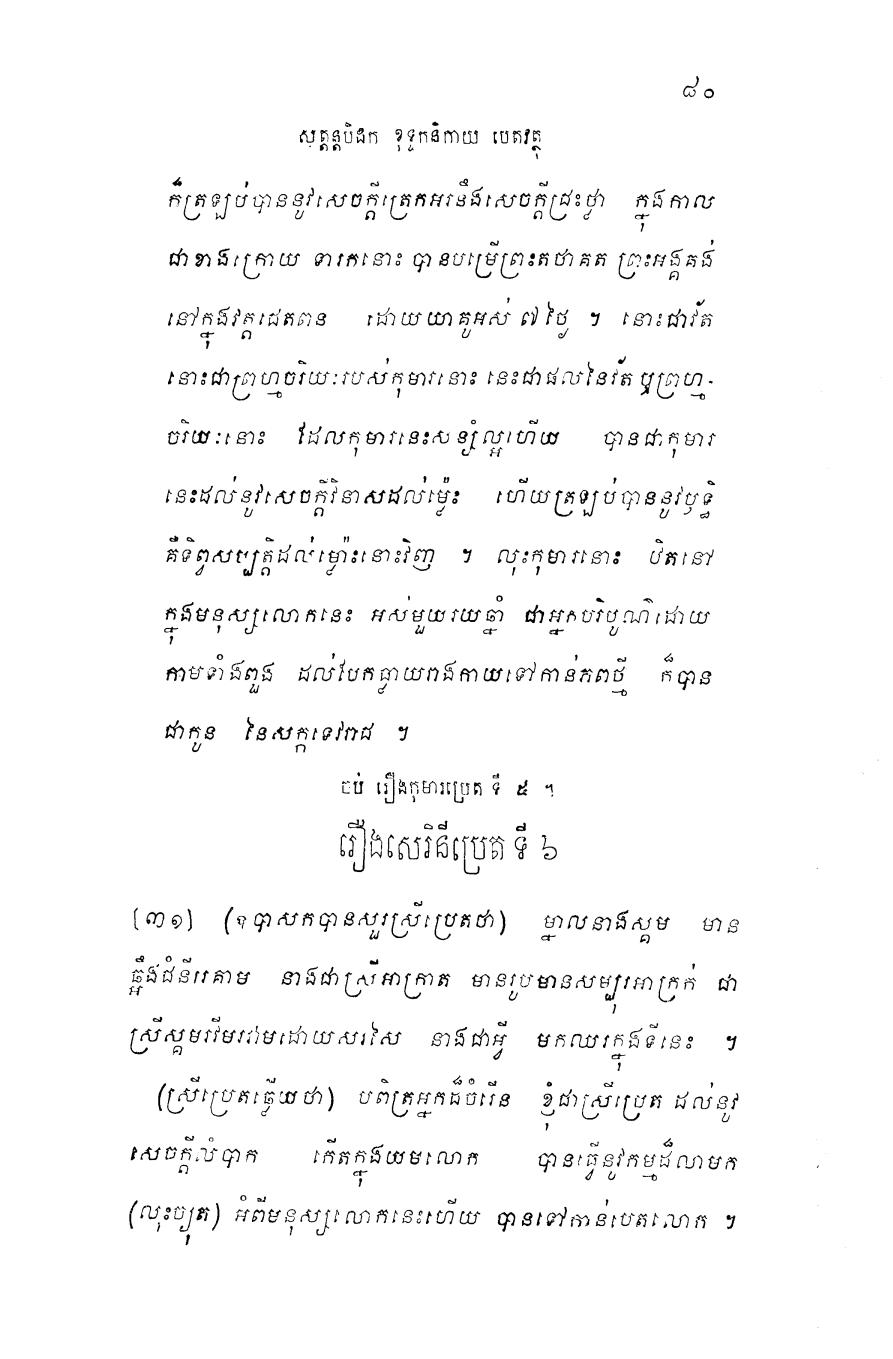 ៨០
សុត្តន្តបិដក ខុទ្ទកនិកាយ បេតវត្ថុ
ក៏ត្រឡប់បាននូវសេចក្តីត្រេកអរនឹងសេចក្តីជ្រះថ្លា ក្នុងកាល
ជាខាងក្រោយ ទារកនោះ បានបម្រើព្រះតថាគត ព្រះអង្គគង់
នៅក្នុងវត្តជេតពន ដោយយាគូអស់ ៧ ថ្ងៃ ។ នោះជាវ័ត
នោះជាព្រហ្មចរិយៈរបស់កុមារនោះ នេះជាផលនៃវ័ត ឬព្រហ្ម-
ចរិយៈនោះ ដែលកុមារនេះសន្សំល្អហើយ បានជាកុមារ
នេះដល់នូវសេចក្តីវិនាសដល់ម្ល៉េះ ហើយត្រឡប់បាននូវឫទ្ធិ
គឺទិព្វសម្បត្តិដល់ម្ល៉ោះនោះវិញ ។ លុះកុមារនោះ ឋិតនៅ
ក្នុងមនុស្សលោកនេះ អស់មួយរយឆ្នាំ ជាអ្នកបរិបូណ៌ដោយ
កាមទាំងពួង ដល់បែកធ្លាយរាងកាយទៅកាន់ភពថ្មី ក៏បាន
ជាកូន នៃសក្កទេវរាជ ។
ចប់ រឿងកុមារប្រេត ទី ៥ ។
រឿងសេរិនីប្រេត ទី ៦
[៣១] (ឧបាសកបានសួរស្រីប្រេតថា) ម្នាលនាងស្គម មាន
ឆ្អឹងជំនីរគោម នាងជាស្រីអាក្រាត មានរូបមានសម្បុរអាក្រក់ ជា
ស្រីស្គមរវីមរវាមដោយសរសៃ នាងជាអ្វី មកឈរក្នុងទីនេះ ។
(ស្រីប្រេតឆ្លើយថា) បពិត្រអ្នកដ៏ចំរើន ខ្ញុំជាស្រីប្រេត ដល់នូវ
សេចក្តីលំបាក កើតក្នុងយមលោក បានធ្វើនូវកម្មដ៏លាមក
(លុះច្យុត) អំពីមនុស្សលោកនេះហើយ បានទៅកាន់បេតលោក ។